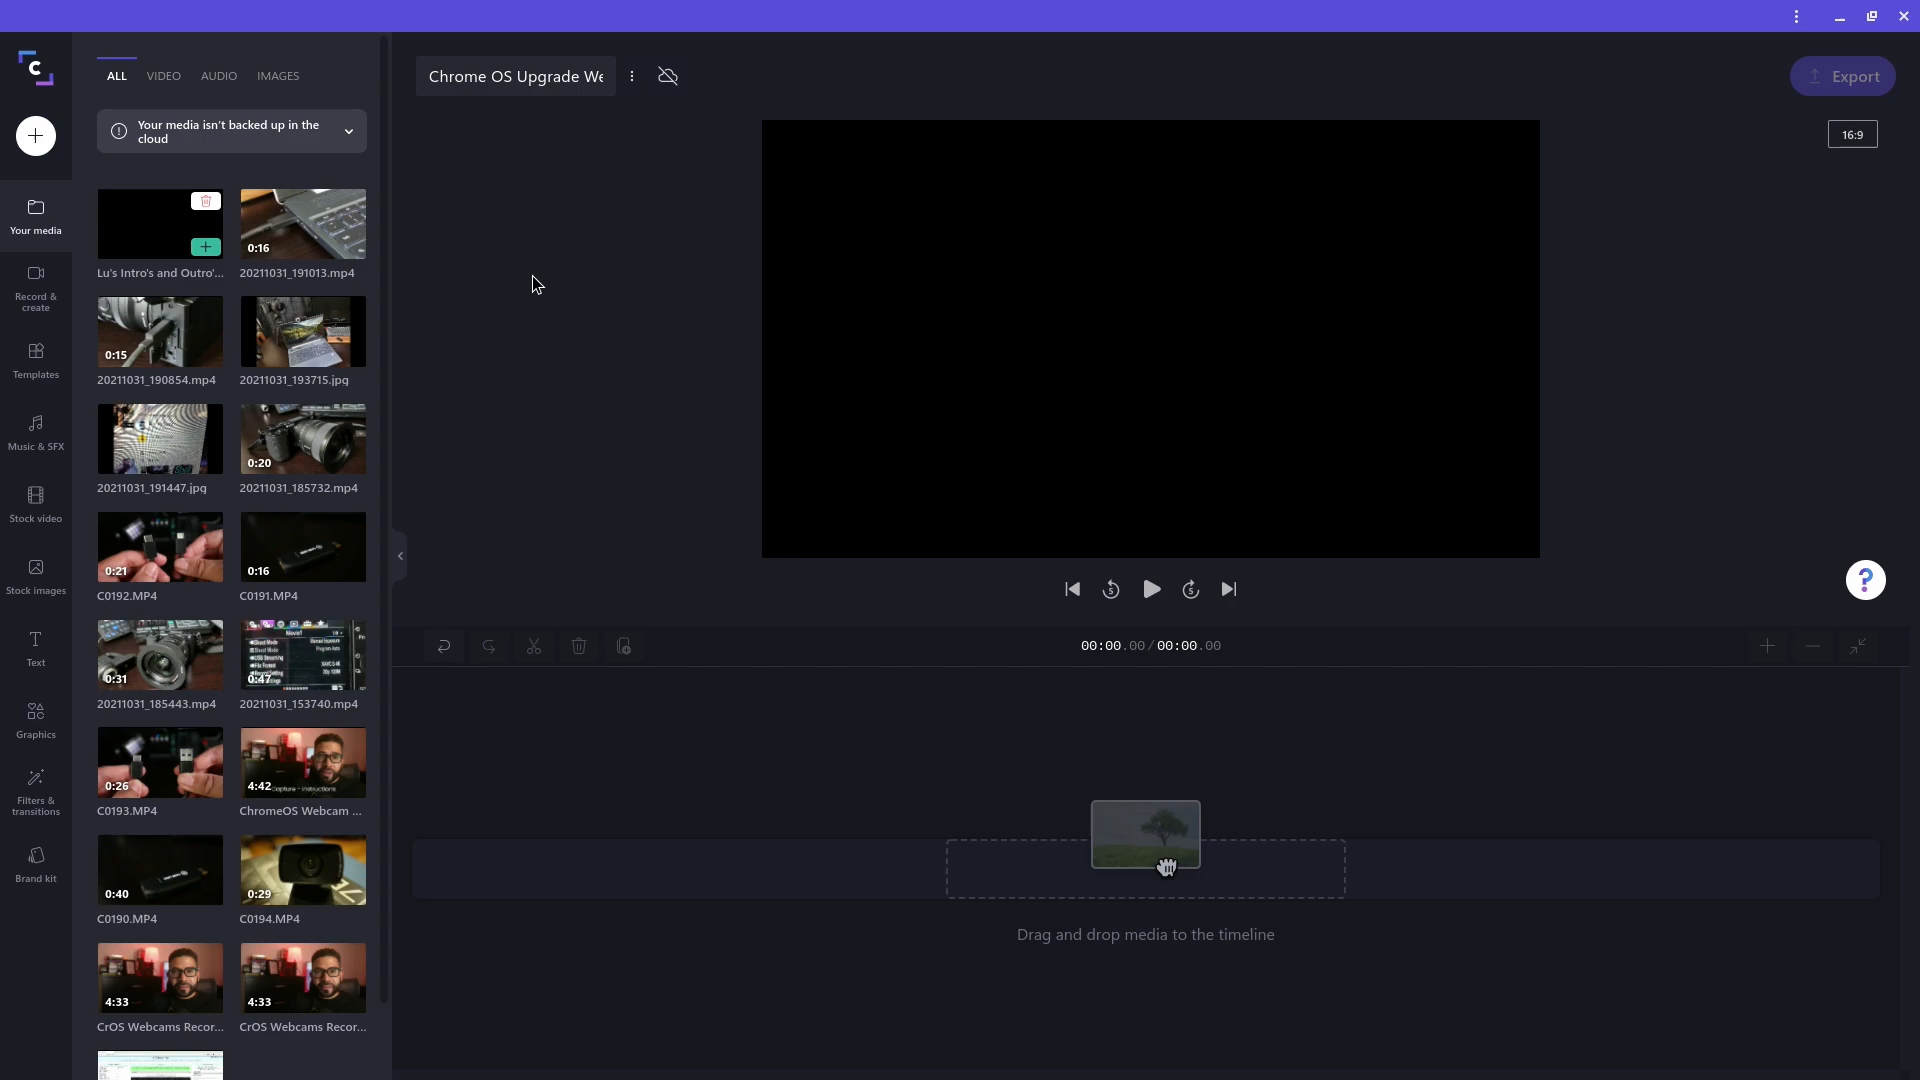 ALL
VIDEO
AUDIO
IMAGES
Your media isn't backed up in the
cloud
Chrome OS Upgrade We
Export
16:9
Your media
Record &
create
Templates
Music & SFX
Stock video
Stock images
Text
Graphics
Filters &
transitions
Brand kit
Lu's Intro's and Outro'...
0:16
20211031_191013.mp4
0:15
20211031_190854.mp4
20211031_193715.jpg
20211031_191447.jpg
0:20
20211031_185732.mp4
0:21
C0192.MP4
0:16
C0191.MP4
0:31
20211031_185443.mp4
0:47
20211031_153740.mp4
0:26
C0193.MP4
4:42
Capture - Instructions
ChromeOS Webcam ...
0:40
C0190.MP4
0:29
C0194.MP4
4:33
CrOS Webcams Recor...
4:33
CrOS Webcams Recor...
5
5
00:00.00/00:00.00
Drag and drop media to the timeline